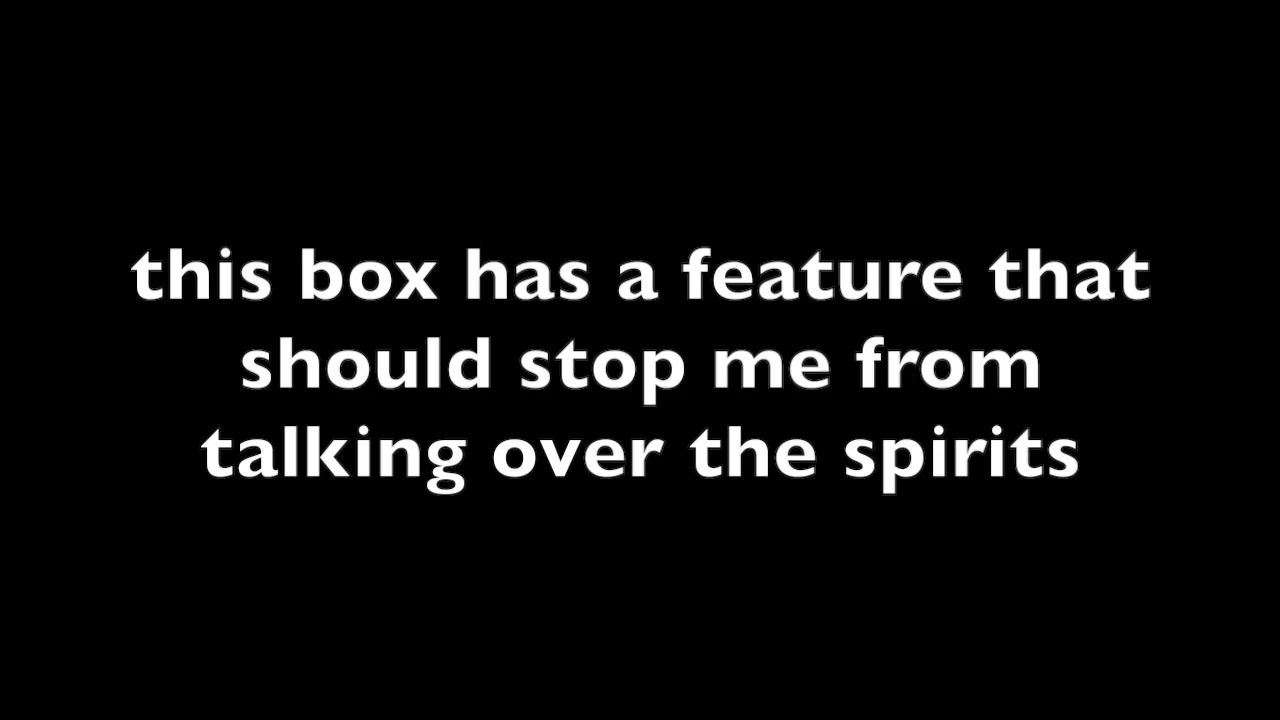 this box has a feature that
should stop me from
talking over the spirits